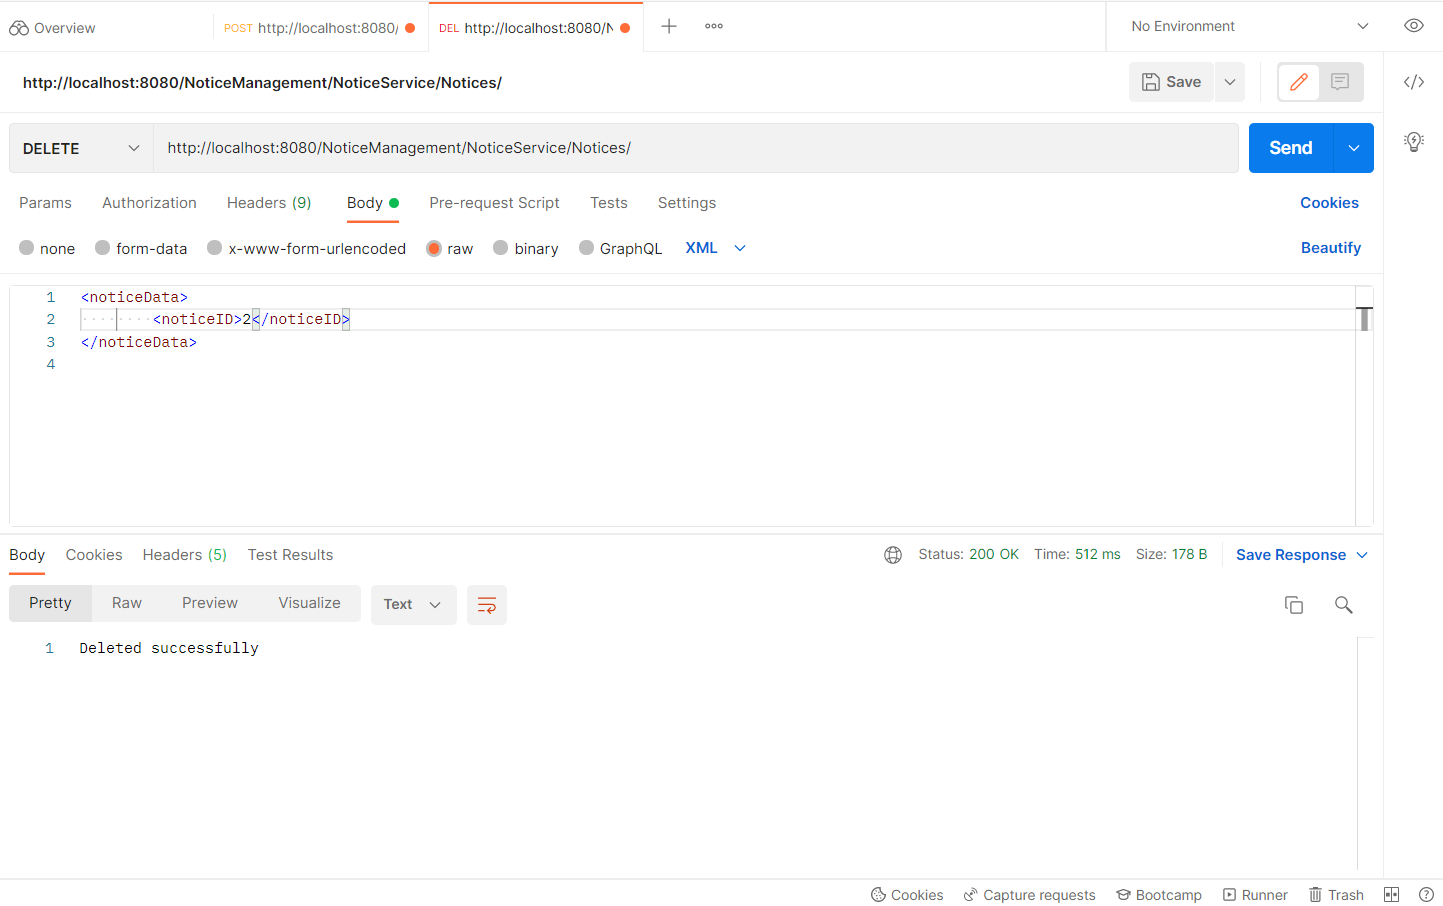 Overview
POST http://localhost:8080/
DEL http://localhost:8080/N
No Environment
http://localhost:8080/NoticeManagement/NoticeService/Notices/
Save
DELETE
http://localhost:8080/NoticeManagement/NoticeService/Notices/
Send
Params Authorization Headers (9) Body Pre-request Script Tests Settings Cookies
none form-data x-www-form-urlencoded raw binary GraphQL XML Beautify
1 <noticeData>
2 <noticeID>2</noticeID>
3 </noticeData>
4
Body Cookies Headers (5) Test Results Status: 200 OK Time: 512 ms Size: 178 B Save Response
Pretty Raw Preview Visualize Text
1 Deleted successfully
Cookies Capture requests Bootcamp Runner Trash